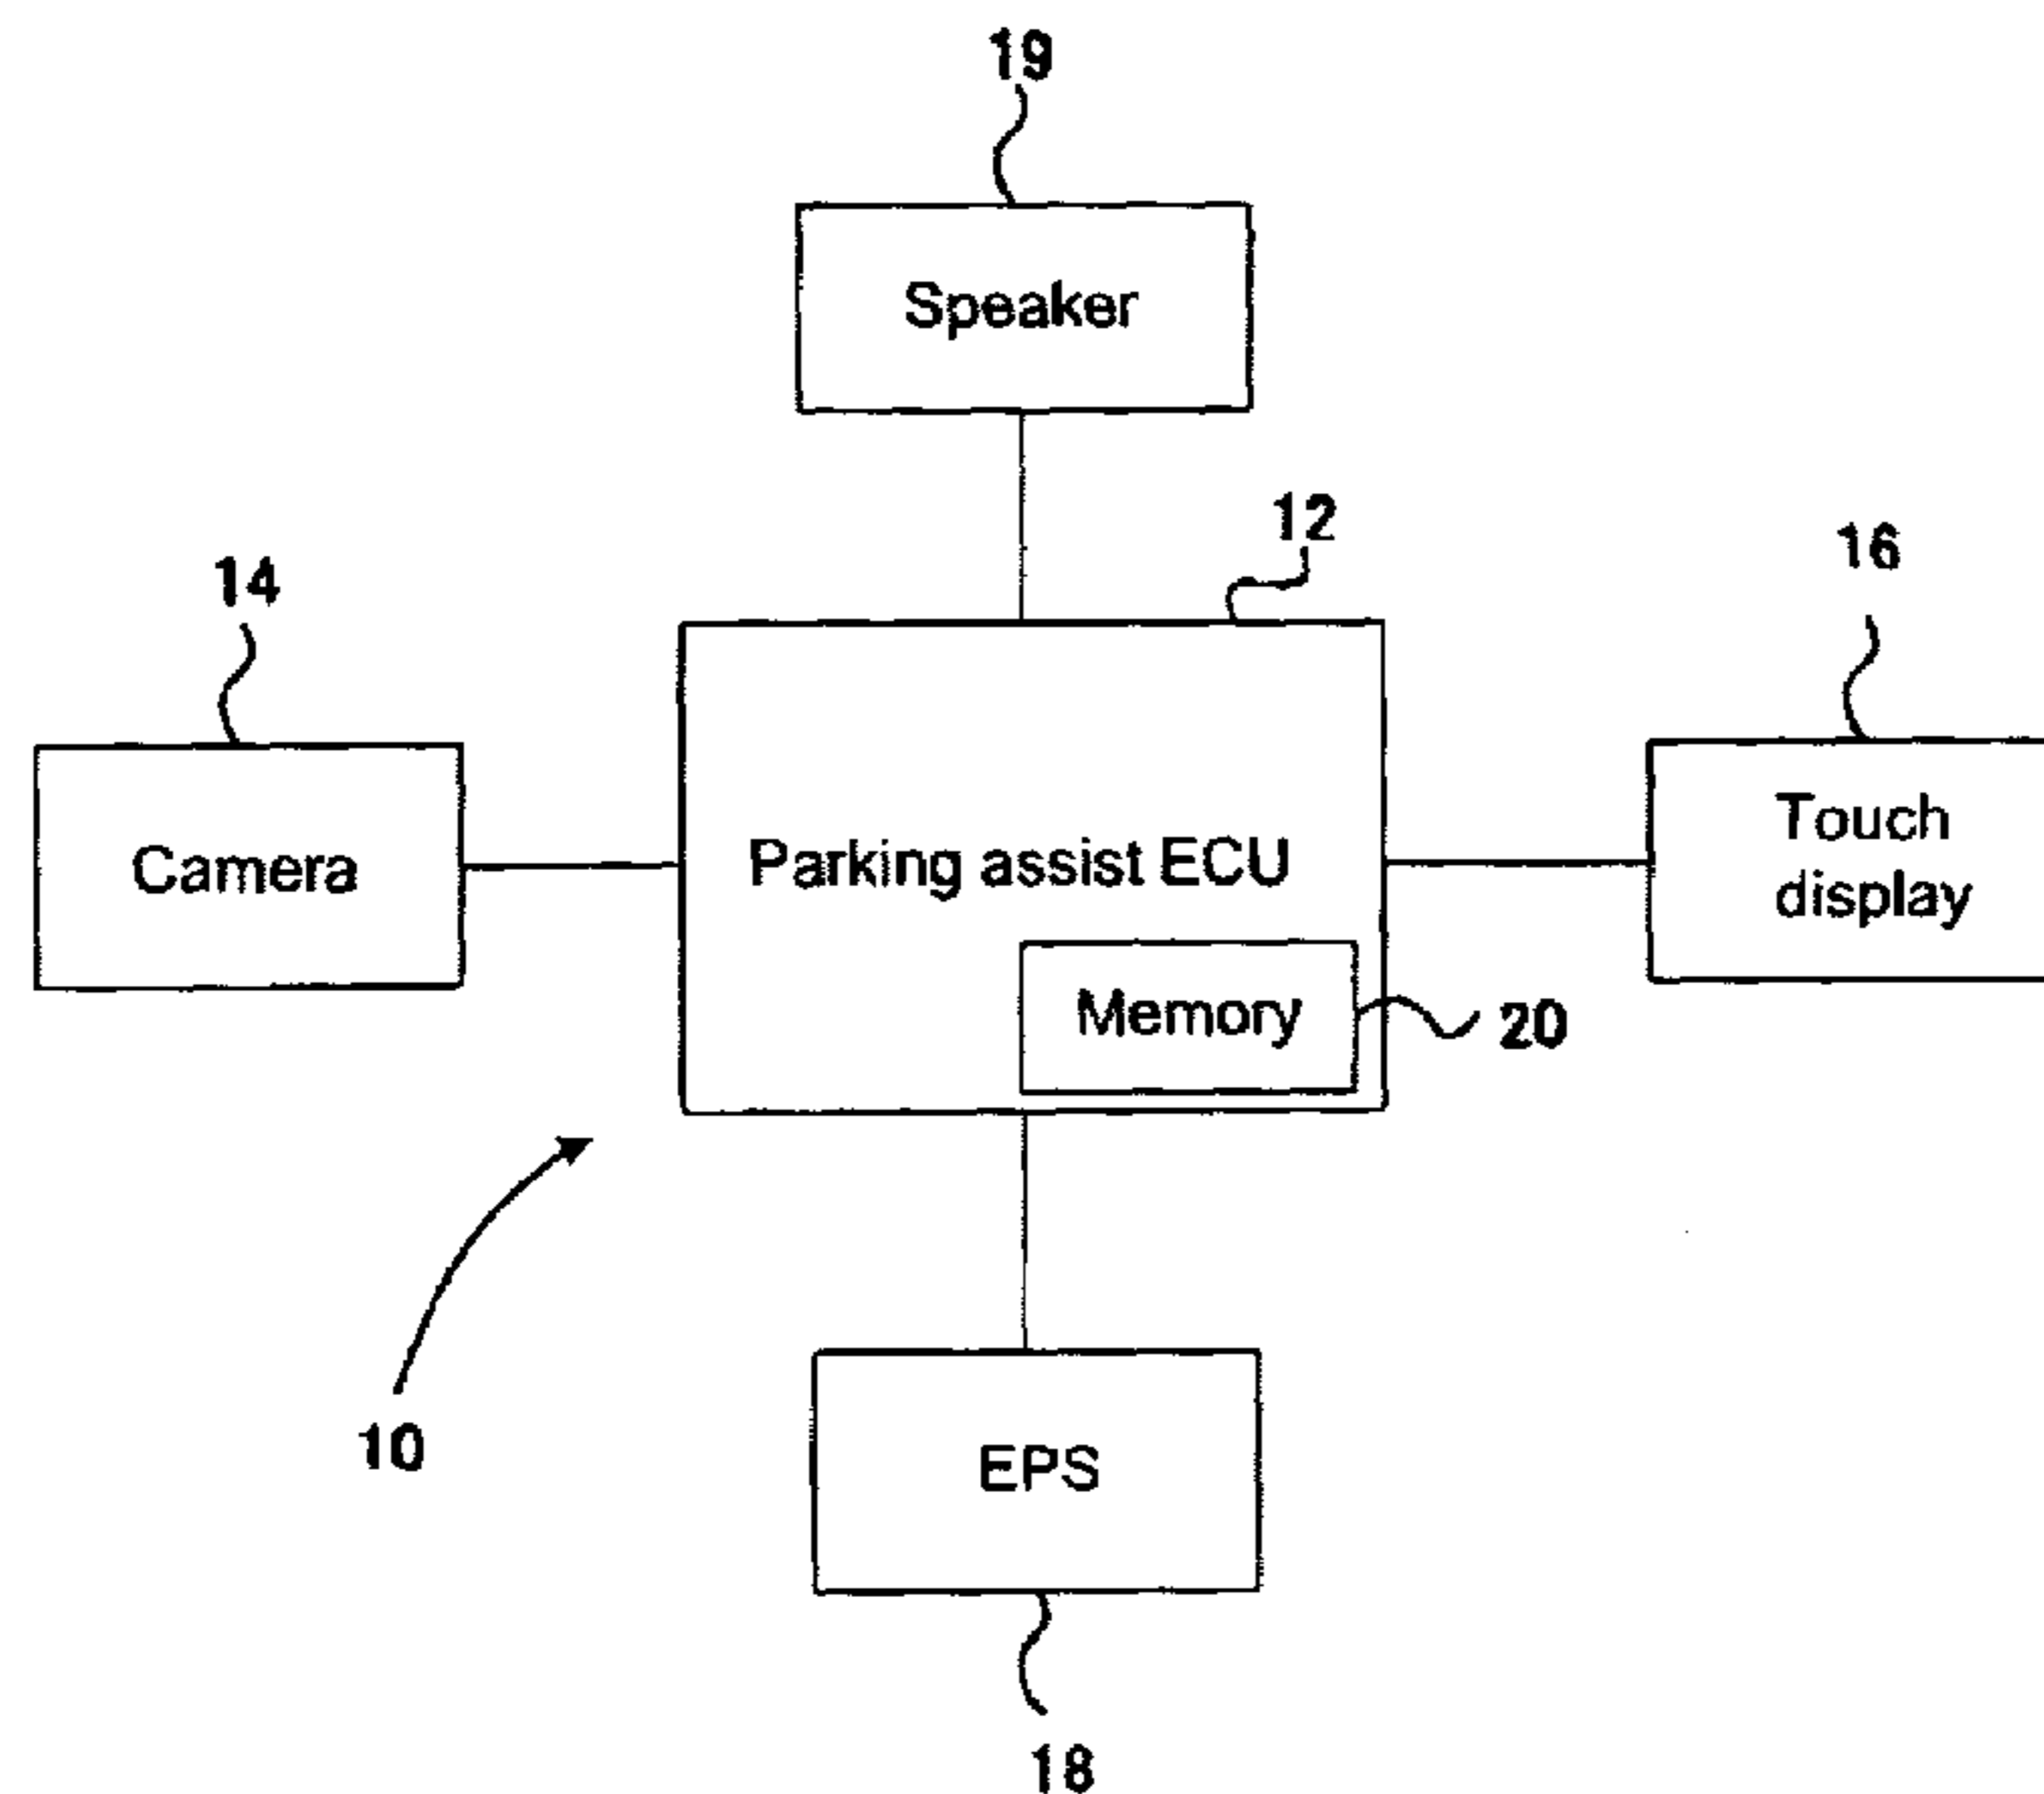 19
Speaker
12
16
14
Touch
display
Parking assist ECU
Camera
Memory
20
10
EPS
18